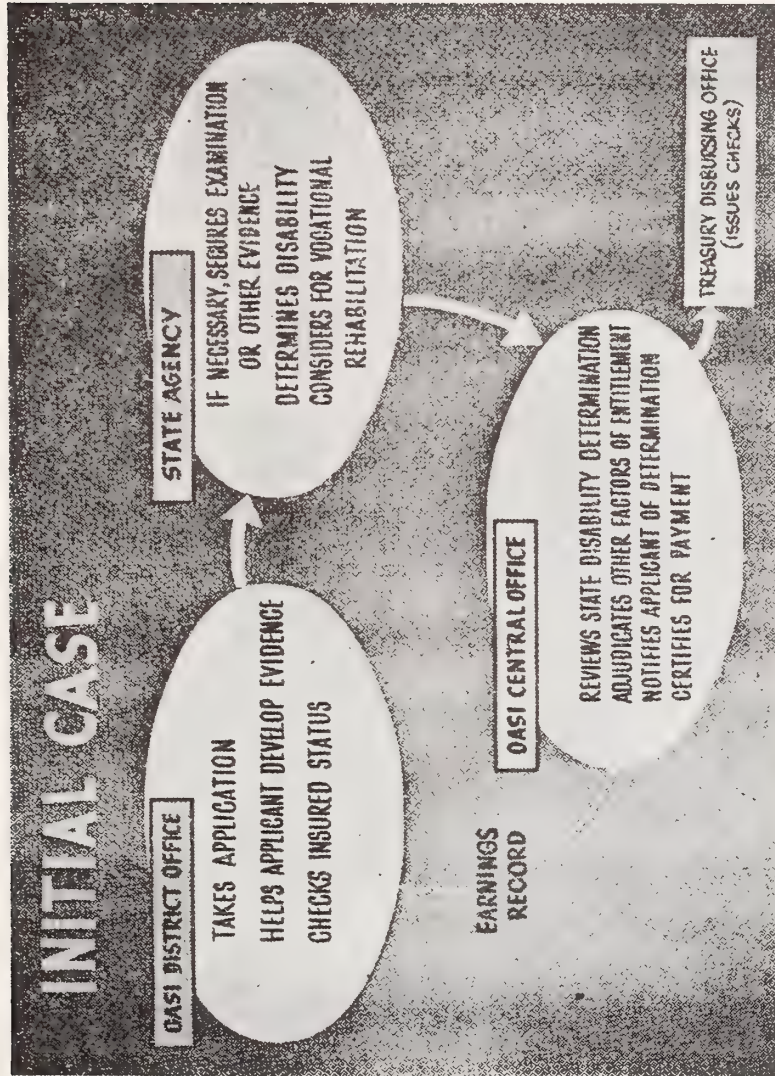 INITIAL CASE
OASI DISTRICT OFFICE
TAKES APPLICATION
HELPS APPLICANT DEVELOP EVIDENCE
CHECKS INSURED STATUS
STATE AGENCY
IF NECESSARY, SECURES EXAMINATION
OR OTHER EVIDENCE
DETERMINES DISABILITY
CONSIDERS FOR VOCATIONAL
REHABILITATION
EARNINGS
RECORD
OASI CENTRAL OFFICE
REVIEWS STATE DISABILITY DETERMINATION
ADJUDICATES OTHER FACTORS OF ENTITLEMENT
NOTIFIES APPLICANT OF DETERMINATION
CERTIFIES FOR PAYMENT
TREASURY DISBURSING OFFICE
(ISSUES CHECKS)